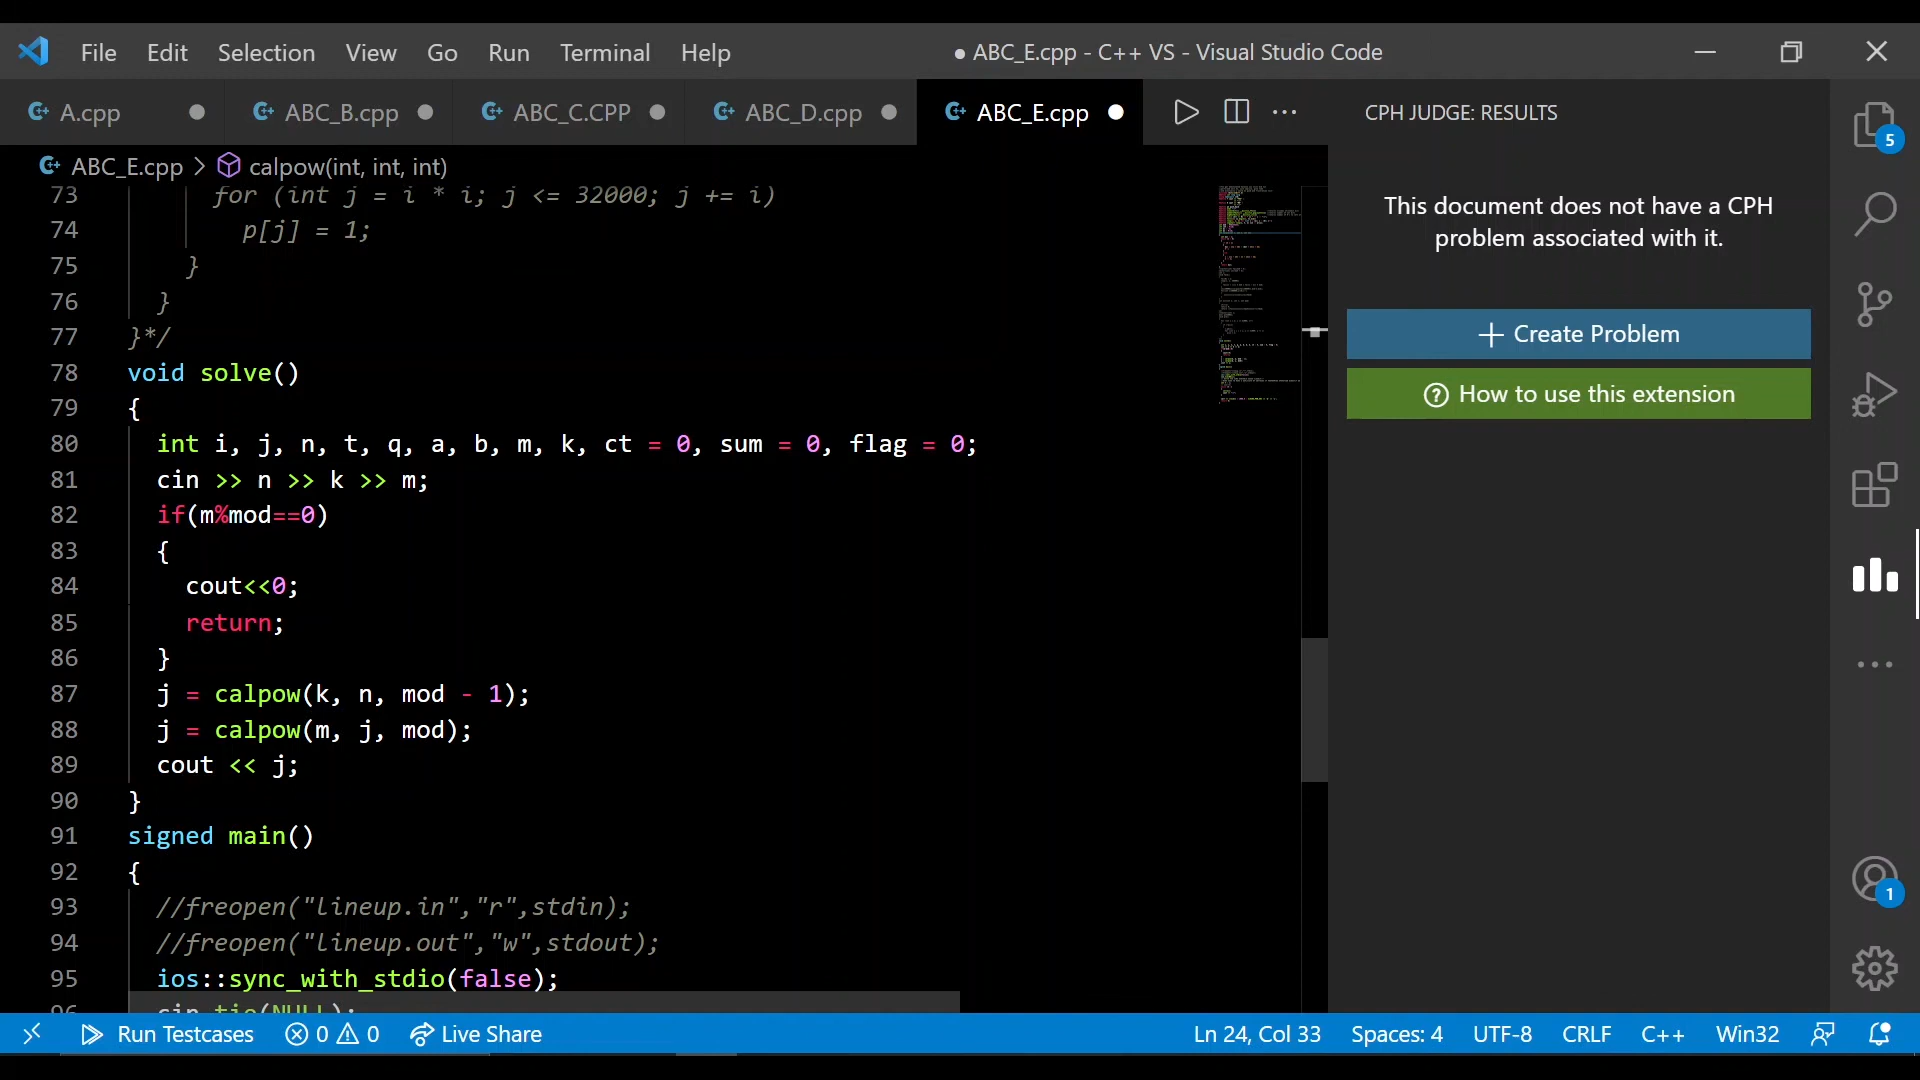 File Edit Selection View Go Run Terminal Help
● ABC_E.cpp - C++ VS - Visual Studio Code
A.cpp
ABC_B.cpp
ABC_C.CPP
ABC_D.cpp
ABC_E.cpp
CPH JUDGE: RESULTS
ABC_E.cpp > calpow(int, int, int)
73 for (int j = i * i; j <= 32000; j += i)
74 p[j] = 1;
75 }
76 }
77 }*/
78 void solve()
79 {
80 int i, j, n, t, q, a, b, m, k, ct = 0, sum = 0, flag = 0;
81 cin >> n >> k >> m;
82 if(m%mod==0)
83 {
84 cout<<0;
85 return;
86 }
87 j = calpow(k, n, mod - 1);
88 j = calpow(m, j, mod);
89 cout << j;
90 }
91 signed main()
92 {
93 //freopen("lineup.in","r",stdin);
94 //freopen("lineup.out","w",stdout);
95 ios::sync_with_stdio(false);
96 cin.tie(NULL);
This document does not have a CPH
problem associated with it.
+ Create Problem
? How to use this extension
5
1
Run Testcases 0 0 Live Share
Ln 24, Col 33 Spaces: 4 UTF-8 CRLF C++ Win32